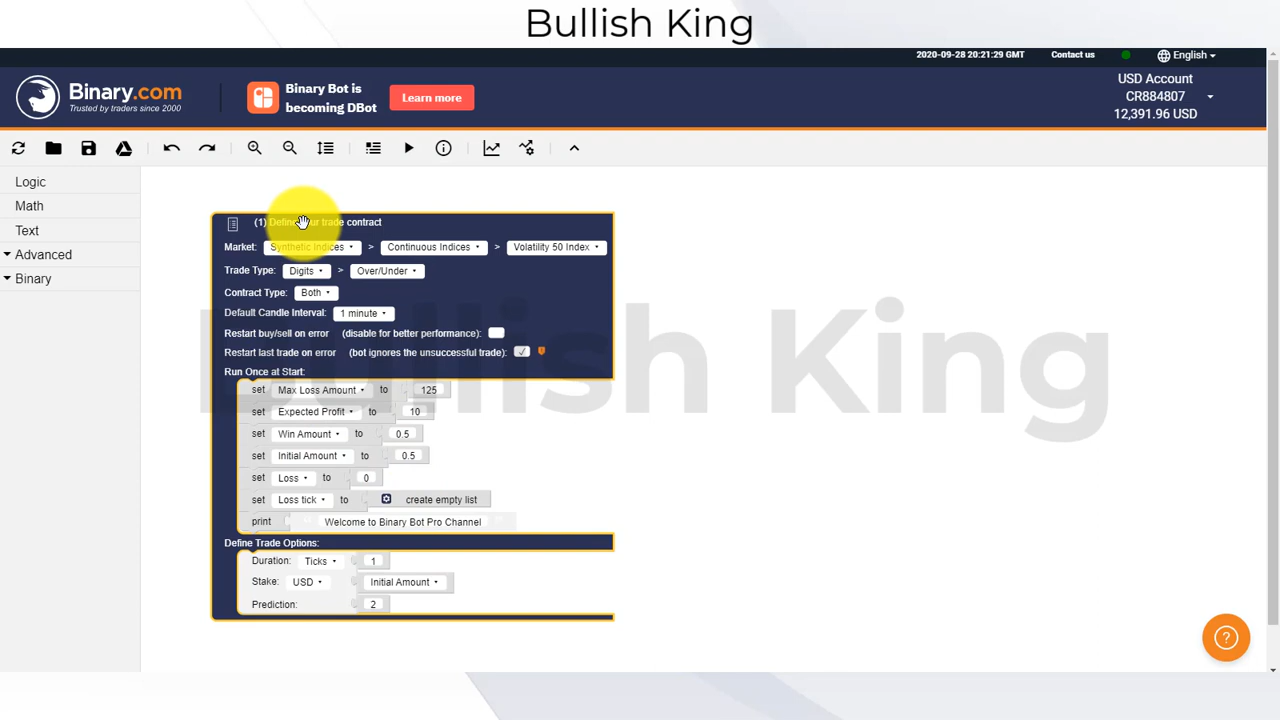 Bullish King
2020-09-28 20:21:29 GMT Contact us English
Binary.com
Trusted by traders since 2000
Binary Bot is
becoming DBot
Learn more
USD Account
CR884807
12,391.96 USD
Logic
Math
Text
Advanced
Binary
(1) Define your trade contract
Market: Synthetic Indices > Continuous Indices > Volatility 50 Index
Trade Type: Digits > Over/Under
Contract Type: Both
Default Candle Interval: 1 minute
Restart buy/sell on error (disable for better performance):
Restart last trade on error (bot ignores the unsuccessful trade): ✓
Run Once at Start:
set Max Loss Amount to 125
set Expected Profit to 10
set Win Amount to 0.5
set Initial Amount to 0.5
set Loss to 0
set Loss tick to create empty list
print " Welcome to Binary Bot Pro Channel "
Define Trade Options:
Duration: Ticks 1
Stake: USD Initial Amount
Prediction: 2
Bullish King
?